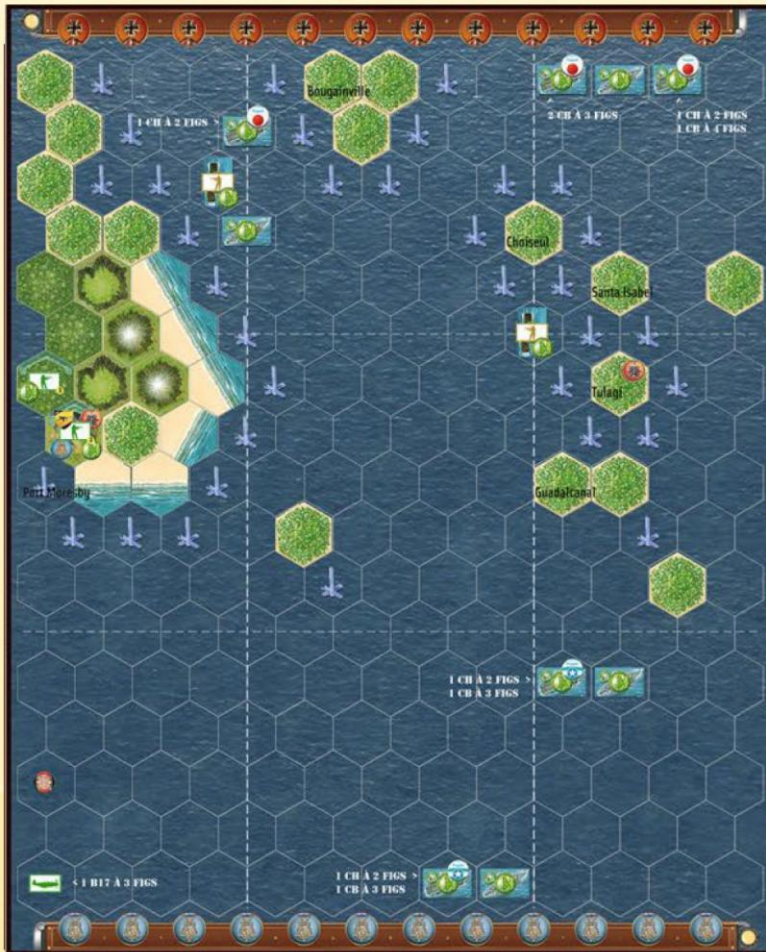 Bougainville
1 CH À 2 FIGS >
2 CB À 3 FIGS
1 CH À 2 FIGS
1 CB À 4 FIGS
Choiseul
Santa Isabel
Tulagi
Port Moresby
Guadalcanal
1 CH À 2 FIGS >
1 CB À 3 FIGS
< 1 B17 À 3 FIGS
1 CH À 2 FIGS >
1 CB À 3 FIGS